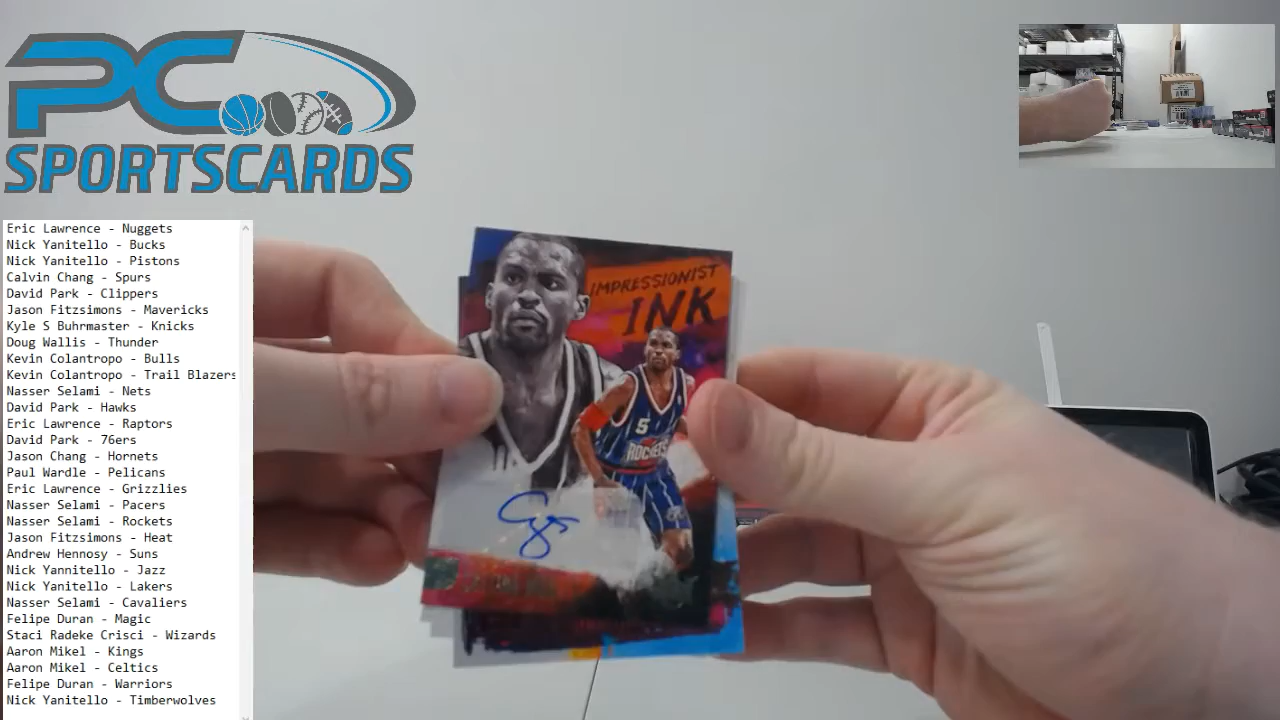 PC
SPORTSCARDS
Eric Lawrence - Nuggets
Nick Yanitello - Bucks
Nick Yanitello - Pistons
Calvin Chang - Spurs
David Park - Clippers
Jason Fitzsimons - Mavericks
Kyle S Buhrmaster - Knicks
Doug Wallis - Thunder
Kevin Colantropo - Bulls
Kevin Colantropo - Trail Blazers
Nasser Selami - Nets
David Park - Hawks
Eric Lawrence - Raptors
David Park - 76ers
Jason Chang - Hornets
Paul Wardle - Pelicans
Eric Lawrence - Grizzlies
Nasser Selami - Pacers
Nasser Selami - Rockets
Jason Fitzsimons - Heat
Andrew Hennosy - Suns
Nick Yannitello - Jazz
Nick Yanitello - Lakers
Nasser Selami - Cavaliers
Felipe Duran - Magic
Staci Radeke Crisci - Wizards
Aaron Mikel - Kings
Aaron Mikel - Celtics
Felipe Duran - Warriors
Nick Yanitello - Timberwolves
IMPRESSIONIST
INK
5
ROCKETS